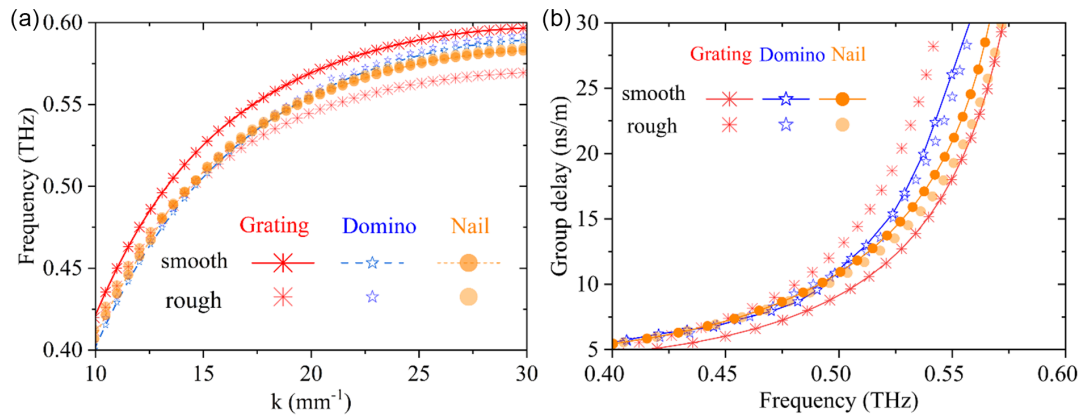 (a)
0.60
0.55
0.50
0.45
0.40
Frequency (THz)
Grating Domino Nail
smooth
rough
10 15 20 25 30
k (mm⁻¹)
(b)
30
25
20
15
10
5
Group delay (ns/m)
Grating Domino Nail
smooth
rough
0.40 0.45 0.50 0.55 0.60
Frequency (THz)